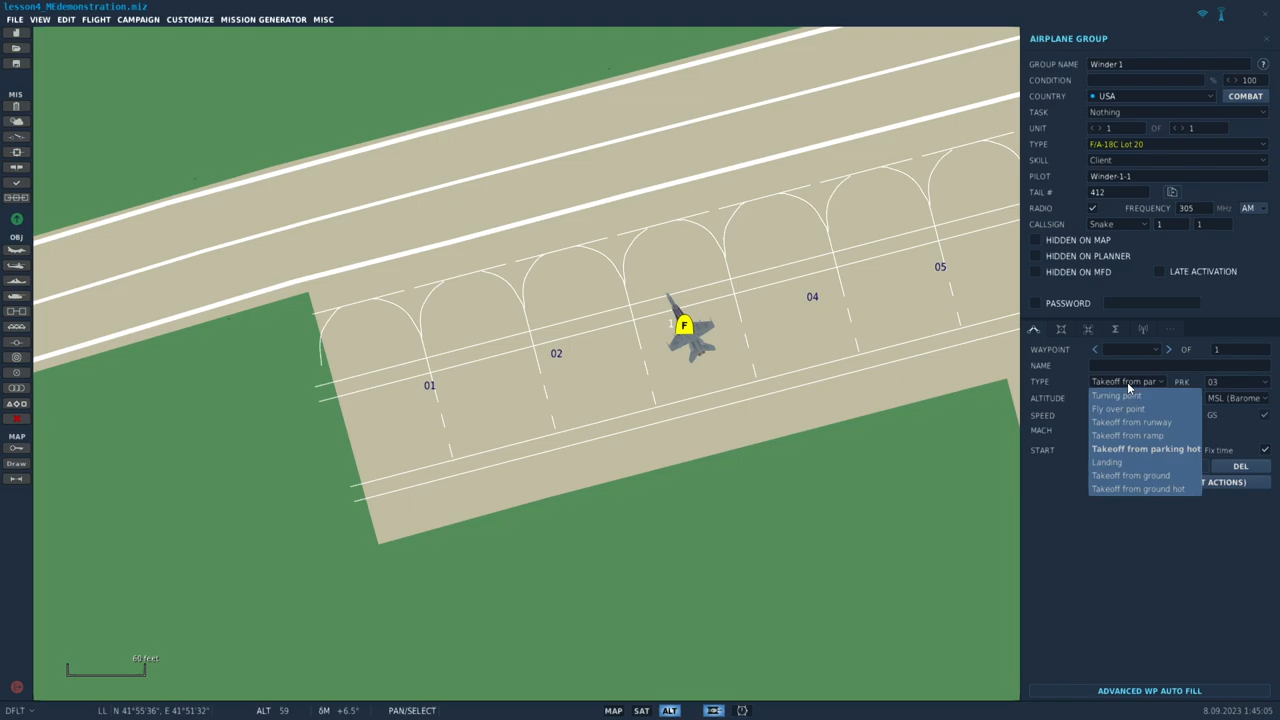 lesson4_MEdemonstration.miz
FILE VIEW EDIT FLIGHT CAMPAIGN CUSTOMIZE MISSION GENERATOR MISC
MIS
OBJ
MAP
Draw
01
02
1 F
04
05
60 feet
AIRPLANE GROUP
GROUP NAME Winder 1 ?
CONDITION % < > 100
COUNTRY USA COMBAT
TASK Nothing
UNIT < > 1 OF < > 1
TYPE F/A-18C Lot 20
SKILL Client
PILOT Winder-1-1
TAIL # 412
RADIO FREQUENCY 305 MHz AM
CALLSIGN Snake 1 1
HIDDEN ON MAP
HIDDEN ON PLANNER
HIDDEN ON MFD LATE ACTIVATION
PASSWORD
WAYPOINT < > OF 1
NAME
TYPE Takeoff from par PRK 03
ALTITUDE MSL (Barome
SPEED GS
MACH
START Fix time
Turning point
Fly over point
Takeoff from runway
Takeoff from ramp
Takeoff from parking hot
Landing
Takeoff from ground
Takeoff from ground hot
DEL
T ACTIONS)
ADVANCED WP AUTO FILL
DFLT LL N 41°55'36", E 41°51'32" ALT 59 δM +6.5° PAN/SELECT MAP SAT ALT 8.09.2023 1:45:05